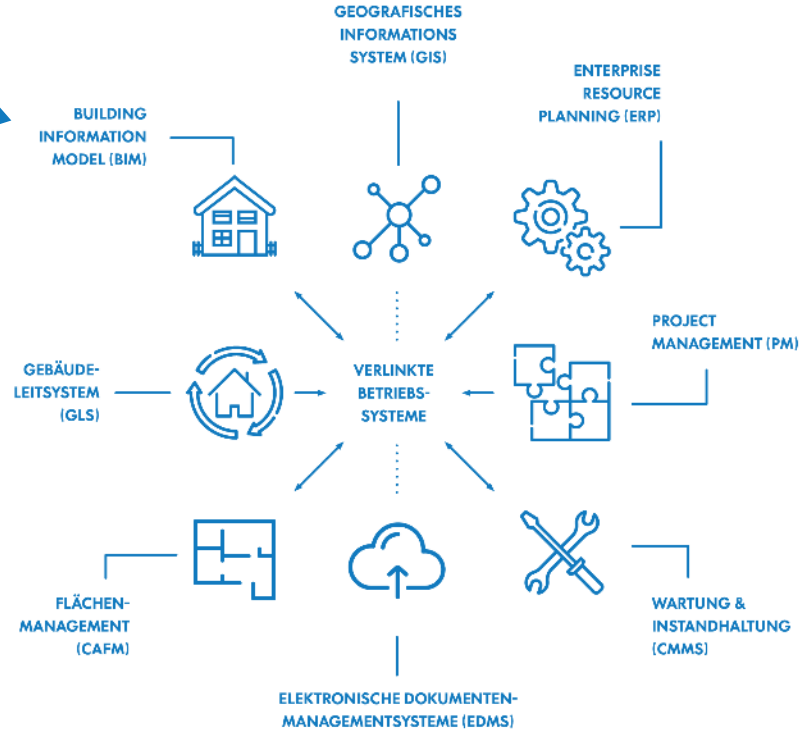 GEOGRAFISCHES
INFORMATIONS
SYSTEM (GIS)
ENTERPRISE
RESOURCE
PLANNING (ERP)
BUILDING
INFORMATION
MODEL (BIM)
PROJECT
MANAGEMENT (PM)
GEBÄUDE-
LEITSYSTEM
(GLS)
VERLINKTE
BETRIEBS-
SYSTEME
FLÄCHEN-
MANAGEMENT
(CAFM)
WARTUNG &
INSTANDHALTUNG
(CMMS)
ELEKTRONISCHE DOKUMENTEN-
MANAGEMENTSYSTEME (EDMS)